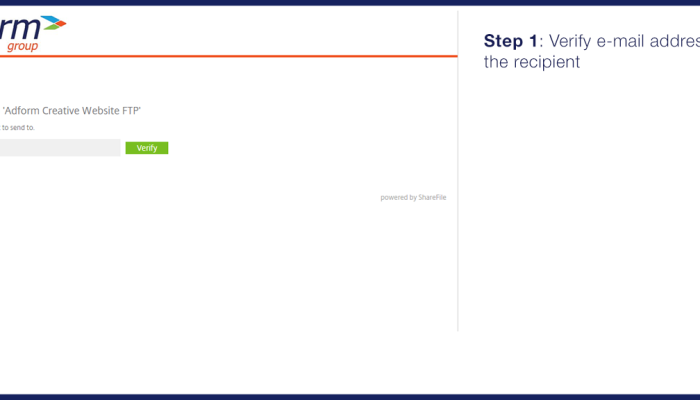 rm
group
'Adform Creative Website FTP'
to send to.
Verify
powered by ShareFile
Step 1: Verify e-mail addres
the recipient